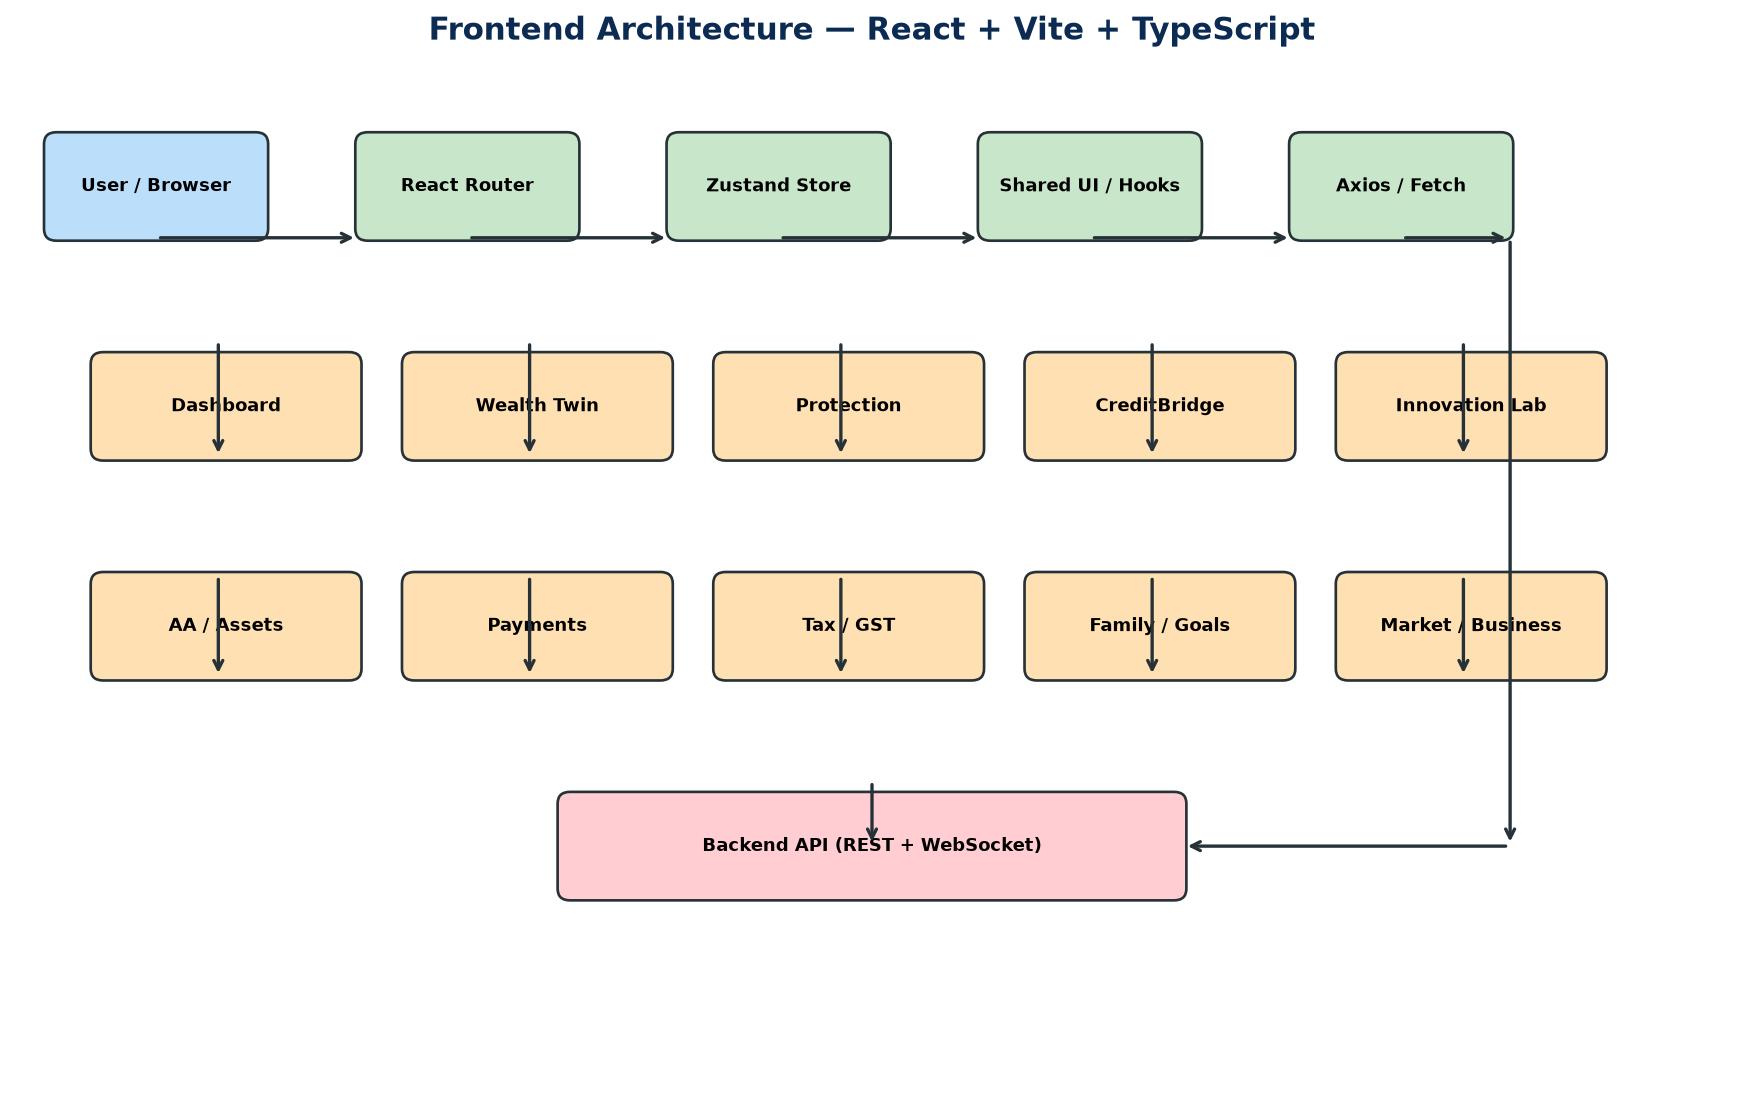 Frontend Architecture — React + Vite + TypeScript
User / Browser
React Router
Zustand Store
Shared UI / Hooks
Axios / Fetch
Dashboard
Wealth Twin
Protection
CreditBridge
Innovation Lab
AA / Assets
Payments
Tax / GST
Family / Goals
Market / Business
Backend API (REST + WebSocket)